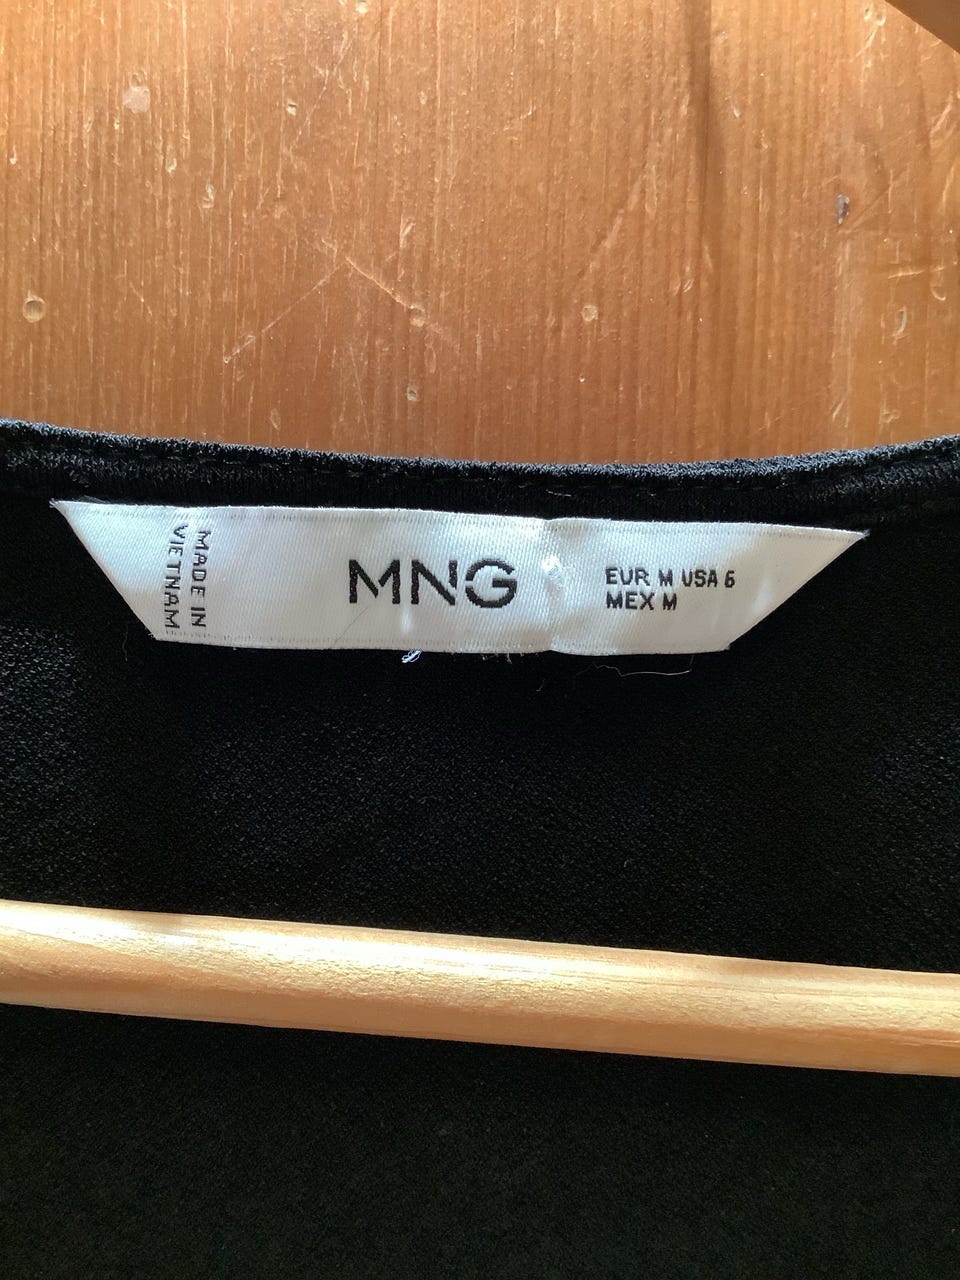 MADE IN
VIETNAM
MNG
EUR M USA 6
MEX M